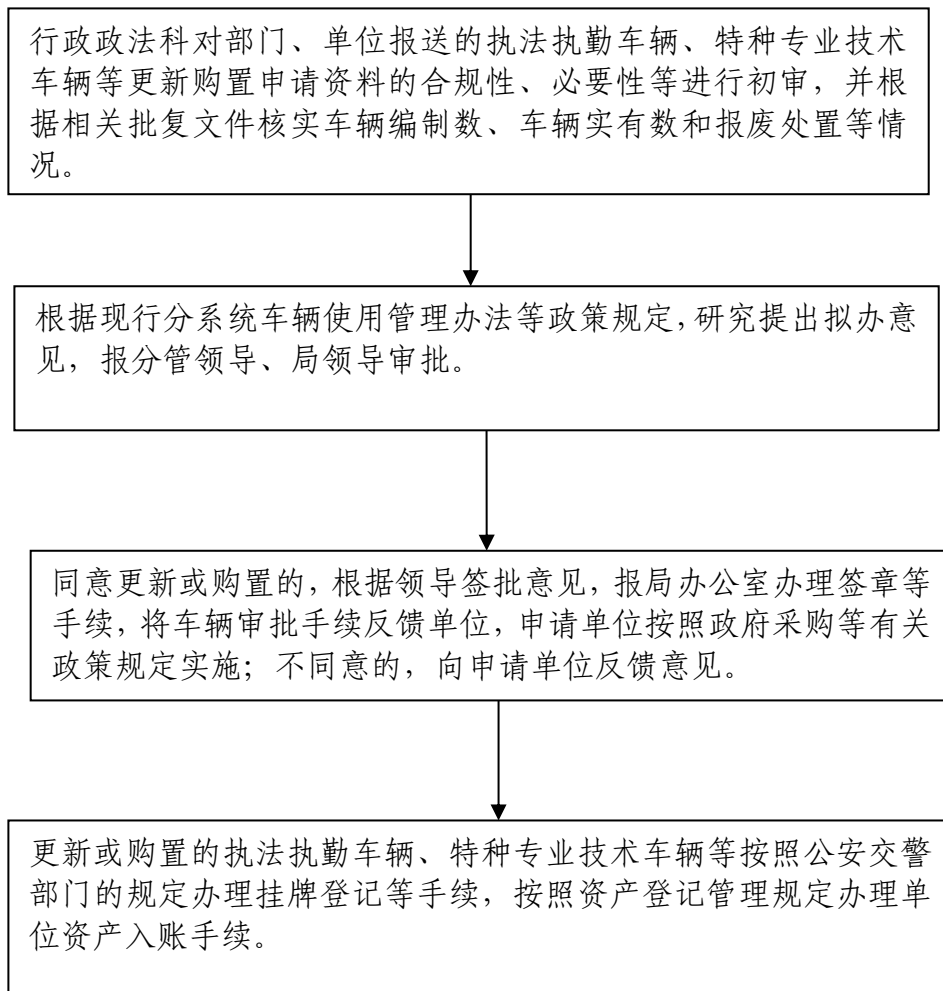 行政政法科对部门、单位报送的执法执勤车辆、特种专业技术
车辆等更新购置申请资料的合规性、必要性等进行初审，并根
据相关批复文件核实车辆编制数、车辆实有数和报废处置等情
况。
根据现行分系统车辆使用管理办法等政策规定，研究提出拟办意
见，报分管领导、局领导审批。
同意更新或购置的，根据领导签批意见，报局办公室办理签章等
手续，将车辆审批手续反馈单位，申请单位按照政府采购等有关
政策规定实施；不同意的，向申请单位反馈意见。
更新或购置的执法执勤车辆、特种专业技术车辆等按照公安交警
部门的规定办理挂牌登记等手续，按照资产登记管理规定办理单
位资产入账手续。